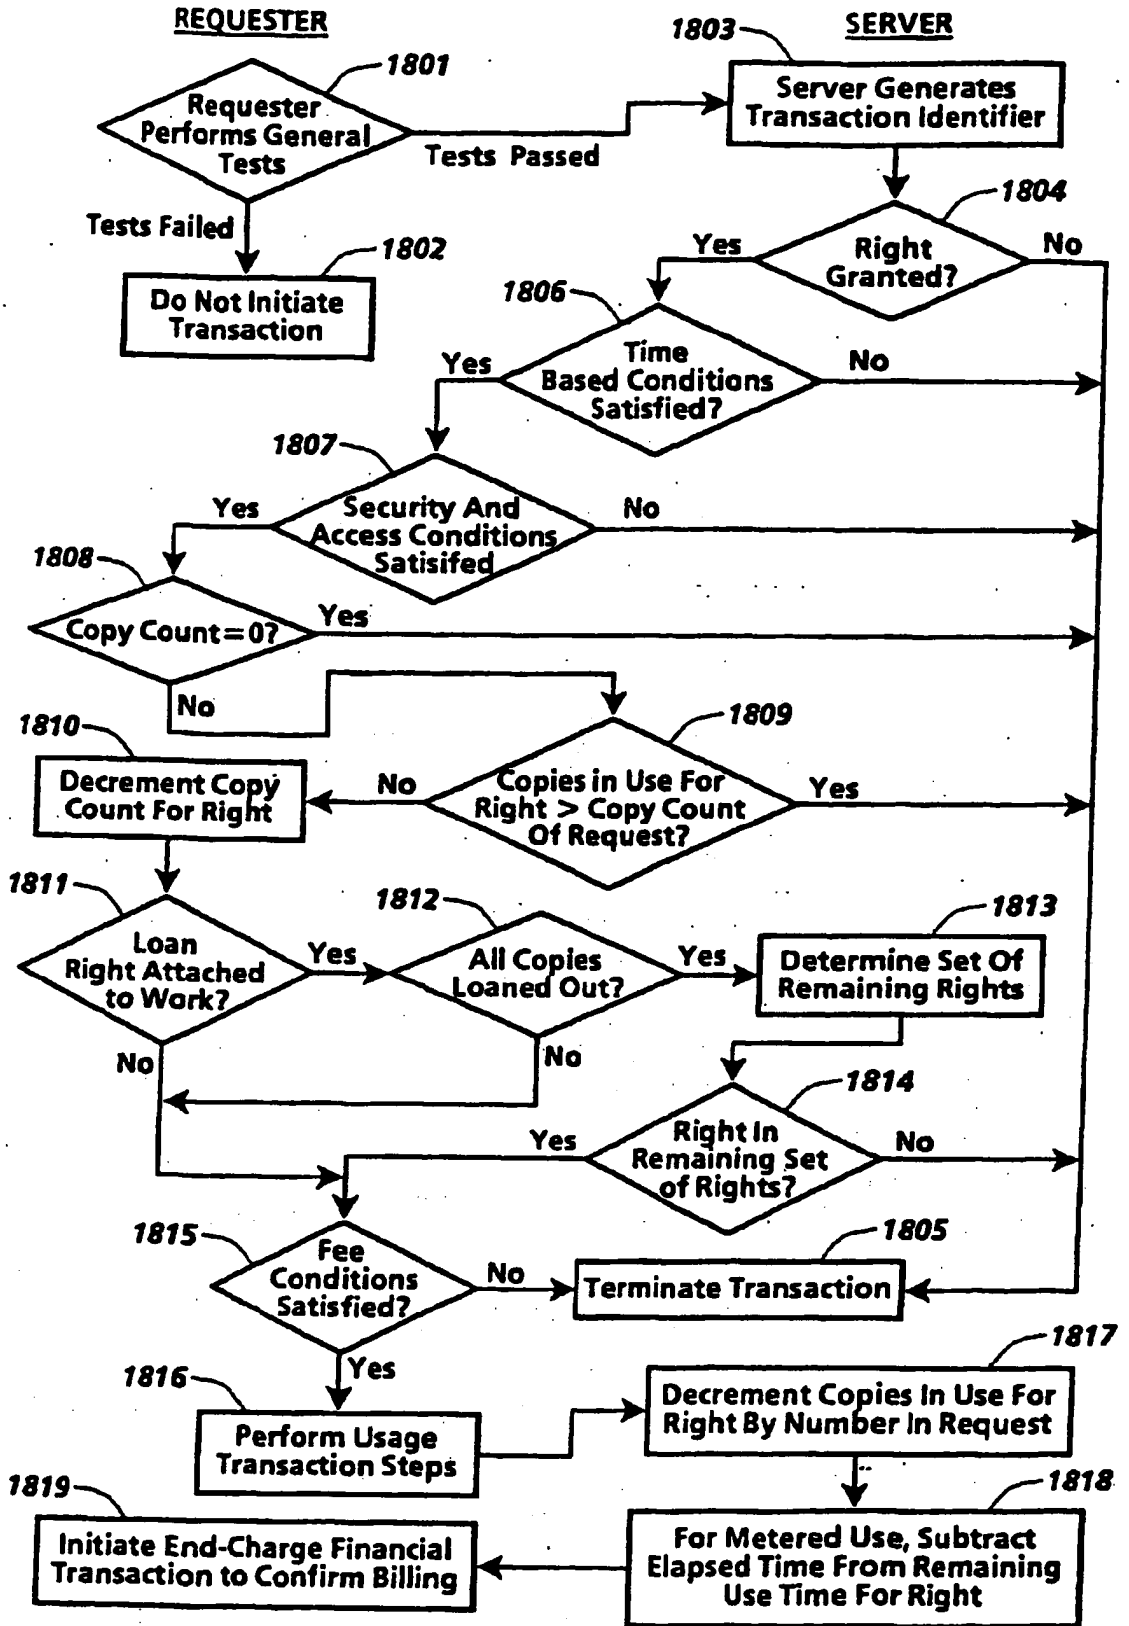 REQUESTER
SERVER
1801
1803
Requester
Performs General
Tests
Server Generates
Transaction Identifier
Tests Passed
Tests Failed
1802
Do Not Initiate
Transaction
1804
Right
Granted?
Yes
No
1806
Time
Based Conditions
Satisfied?
Yes
No
1807
Security And
Access Conditions
Satisifed
Yes
No
1808
Copy Count=0?
Yes
No
1809
Copies in Use For
Right > Copy Count
Of Request?
No
Yes
1810
Decrement Copy
Count For Right
1811
Loan
Right Attached
to Work?
Yes
No
1812
All Copies
Loaned Out?
Yes
No
1813
Determine Set Of
Remaining Rights
1814
Right In
Remaining Set
of Rights?
Yes
No
1815
Fee
Conditions
Satisfied?
No
Yes
1805
Terminate Transaction
1816
Perform Usage
Transaction Steps
1817
Decrement Copies In Use For
Right By Number In Request
1818
For Metered Use, Subtract
Elapsed Time From Remaining
Use Time For Right
1819
Initiate End-Charge Financial
Transaction to Confirm Billing